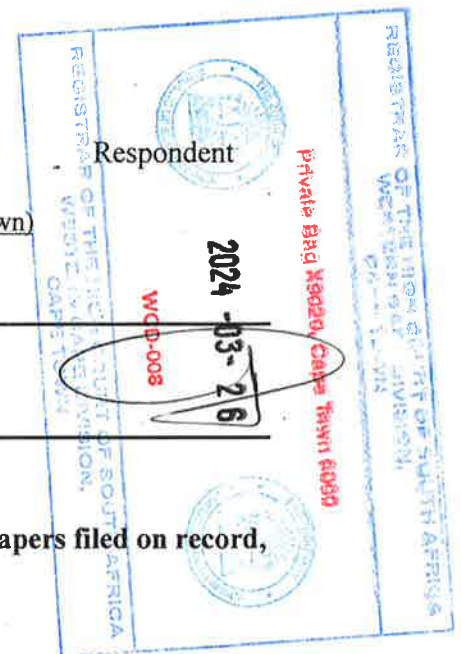 Respondent
wn)
apers filed on record,
REGISTRAR OF THE HIGH COURT OF SOUTH AFRICA
WESTERN CAPE DIVISION,
CAPE TOWN
Private Bag X9020, Cape Town 8000
2024 -03- 26
WCD-008
REGISTRAR OF THE HIGH COURT OF SOUTH AFRICA
WESTERN CAPE DIVISION,
CAPE TOWN